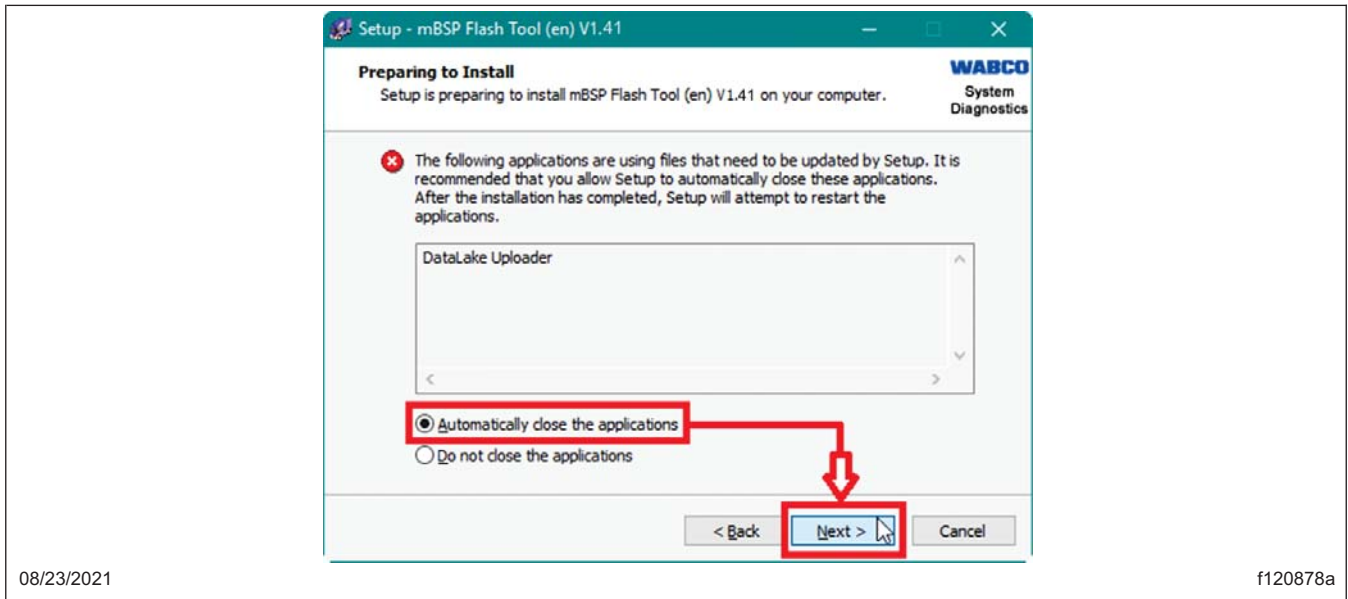 Setup - mBSP Flash Tool (en) V1.41
Preparing to Install
Setup is preparing to install mBSP Flash Tool (en) V1.41 on your computer.
WABCO
System
Diagnostics
The following applications are using files that need to be updated by Setup. It is
recommended that you allow Setup to automatically close these applications.
After the installation has completed, Setup will attempt to restart the
applications.
DataLake Uploader
Automatically close the applications
Do not close the applications
< Back
Next >
Cancel
08/23/2021
f120878a